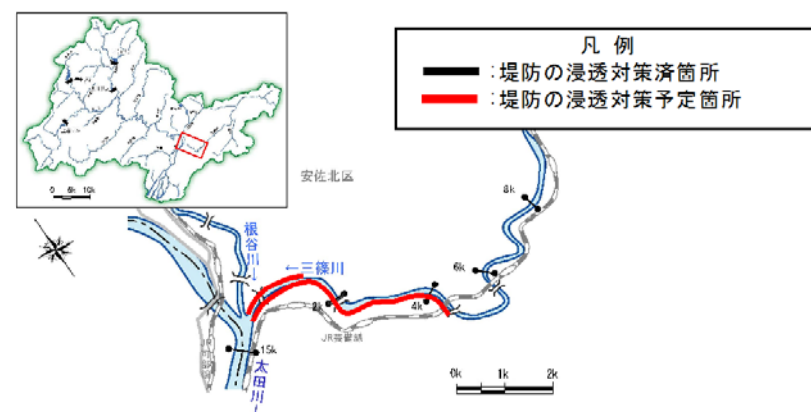 凡 例
:堤防の浸透対策済箇所
:堤防の浸透対策予定箇所
0 5k 10k
安佐北区
8k
根谷川↓
←三篠川
6k
2k
4k
JR芸備線
15k
太田川↓
0k 1k 2k